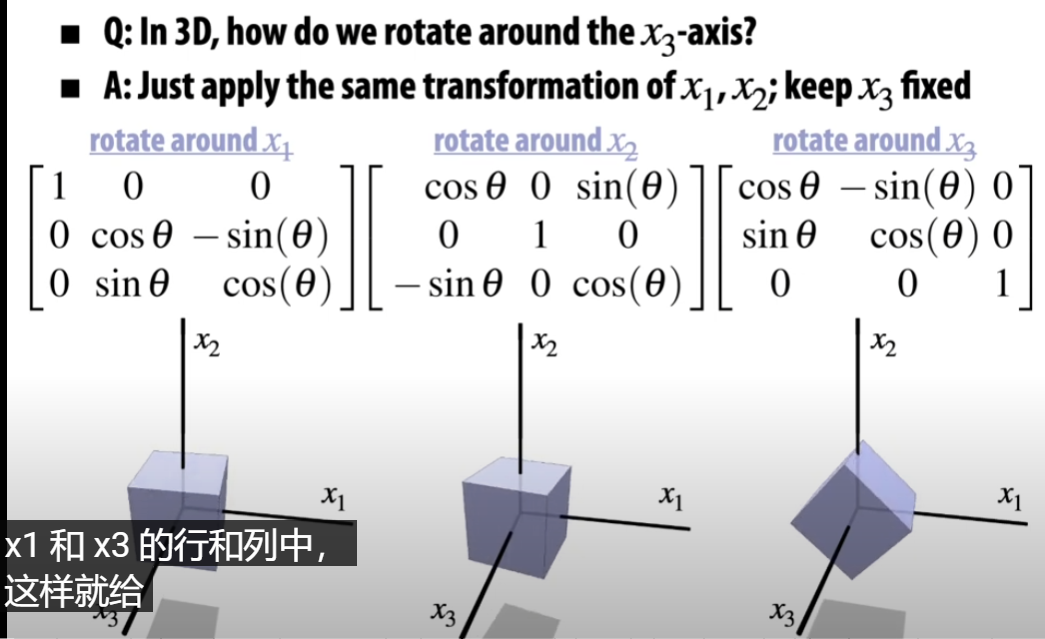 ■ Q: In 3D, how do we rotate around the x₃-axis?
■ A: Just apply the same transformation of x₁, x₂; keep x₃ fixed
rotate around x₁ rotate around x₂ rotate around x₃
[1 0 0] [cos θ 0 sin(θ)] [cos θ − sin(θ) 0]
[0 cos θ − sin(θ)] [0 1 0] [sin θ cos(θ) 0]
[0 sin θ cos(θ)] [− sin θ 0 cos(θ)] [0 0 1]
x₂ x₂ x₂
x₁ x₁ x₁
x1 和 x3 的行和列中，
这样就给
x₃ x₃ x₃